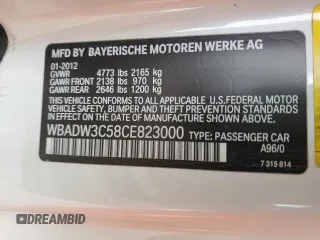 MFD BY BAYERISCHE MOTOREN WERKE AG
01-2012
GVWR 4773 lbs 2165 kg
GAWR FRONT 2138 lbs 970 kg
GAWR REAR 2646 lbs 1200 kg
THIS VEHICLE CONFORMS TO ALL APPLICABLE U.S. FEDERAL MOTOR VEHICLE
SAFETY, BUMPER, AND THEFT PREVENTION STANDARDS IN
EFFECT ON THE DATE OF MANUFACTURE SHOWN ABOVE.
WBADW3C58CE823000 TYPE: PASSENGER CAR
A96/0
7 315 814
DREAMBID